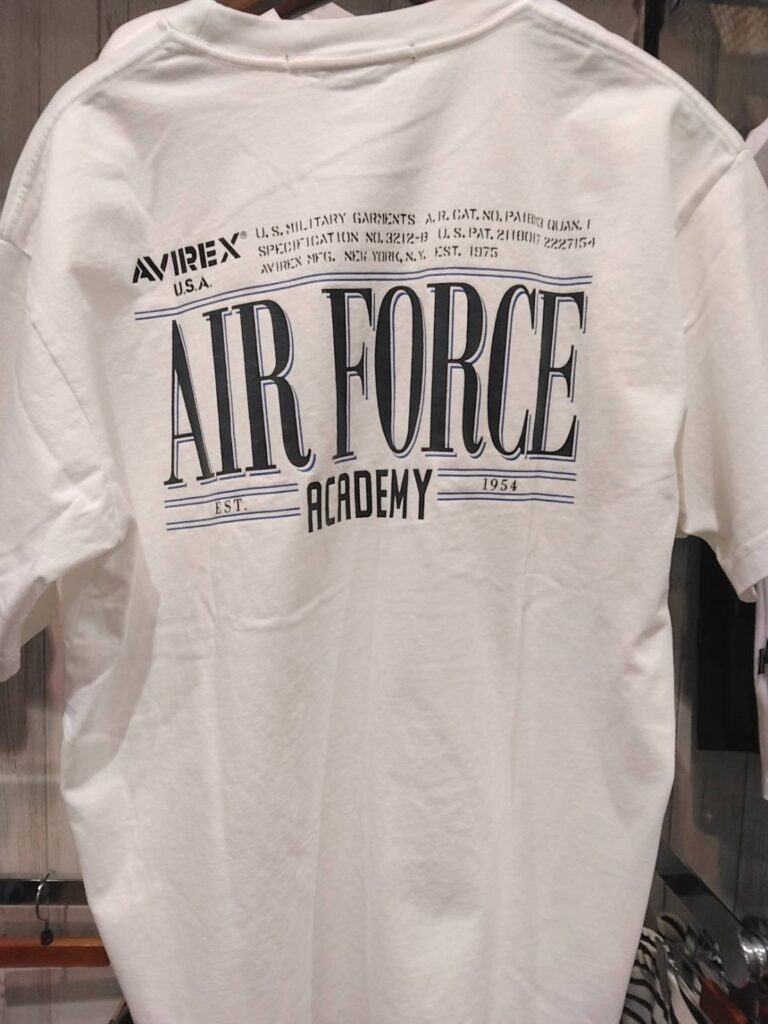 AVIREX®
U.S.A.
U.S. MILITARY GARMENTS A.R. CAT. NO. QUAN. 1
SPECIFICATION NO. 3212-B U.S. PAT. 2118017 2227154
AVIREX MFG. NEW YORK, N.Y. EST. 1975
AIR FORCE
ACADEMY
EST. 1954